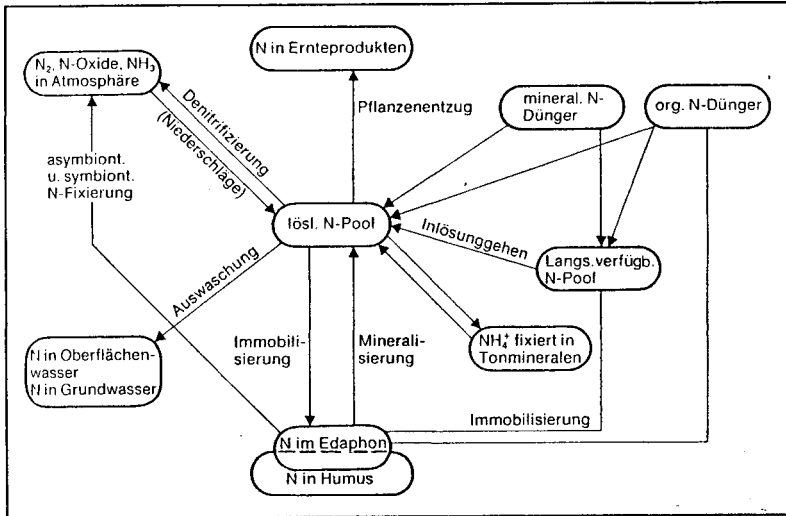 N in Ernteprodukten
N₂, N-Oxide, NH₃
in Atmosphäre
mineral. N-
Dünger
org. N-Dünger
Pflanzenentzug
Denitrifizierung
(Niederschläge)
asymbiont.
u. symbiont.
N-Fixierung
lösl. N-Pool
Inlösunggehen
Langs. verfügb.
N-Pool
Auswaschung
N in Oberflächen-
wasser
N in Grundwasser
Immobili-
sierung
Minerali-
sierung
NH₄⁺ fixiert in
Tonmineralen
Immobilisierung
N im Edaphon
N in Humus